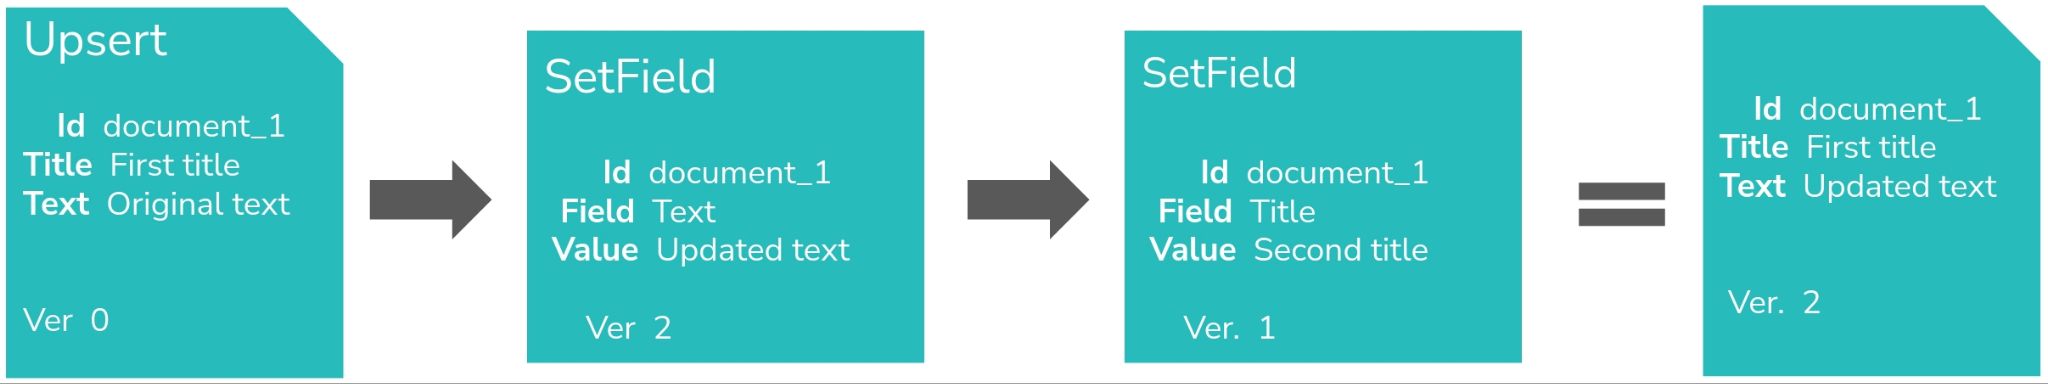 Upsert
Id document_1
Title First title
Text Original text
Ver 0
SetField
Id document_1
Field Text
Value Updated text
Ver 2
SetField
Id document_1
Field Title
Value Second title
Ver. 1
Id document_1
Title First title
Text Updated text
Ver. 2